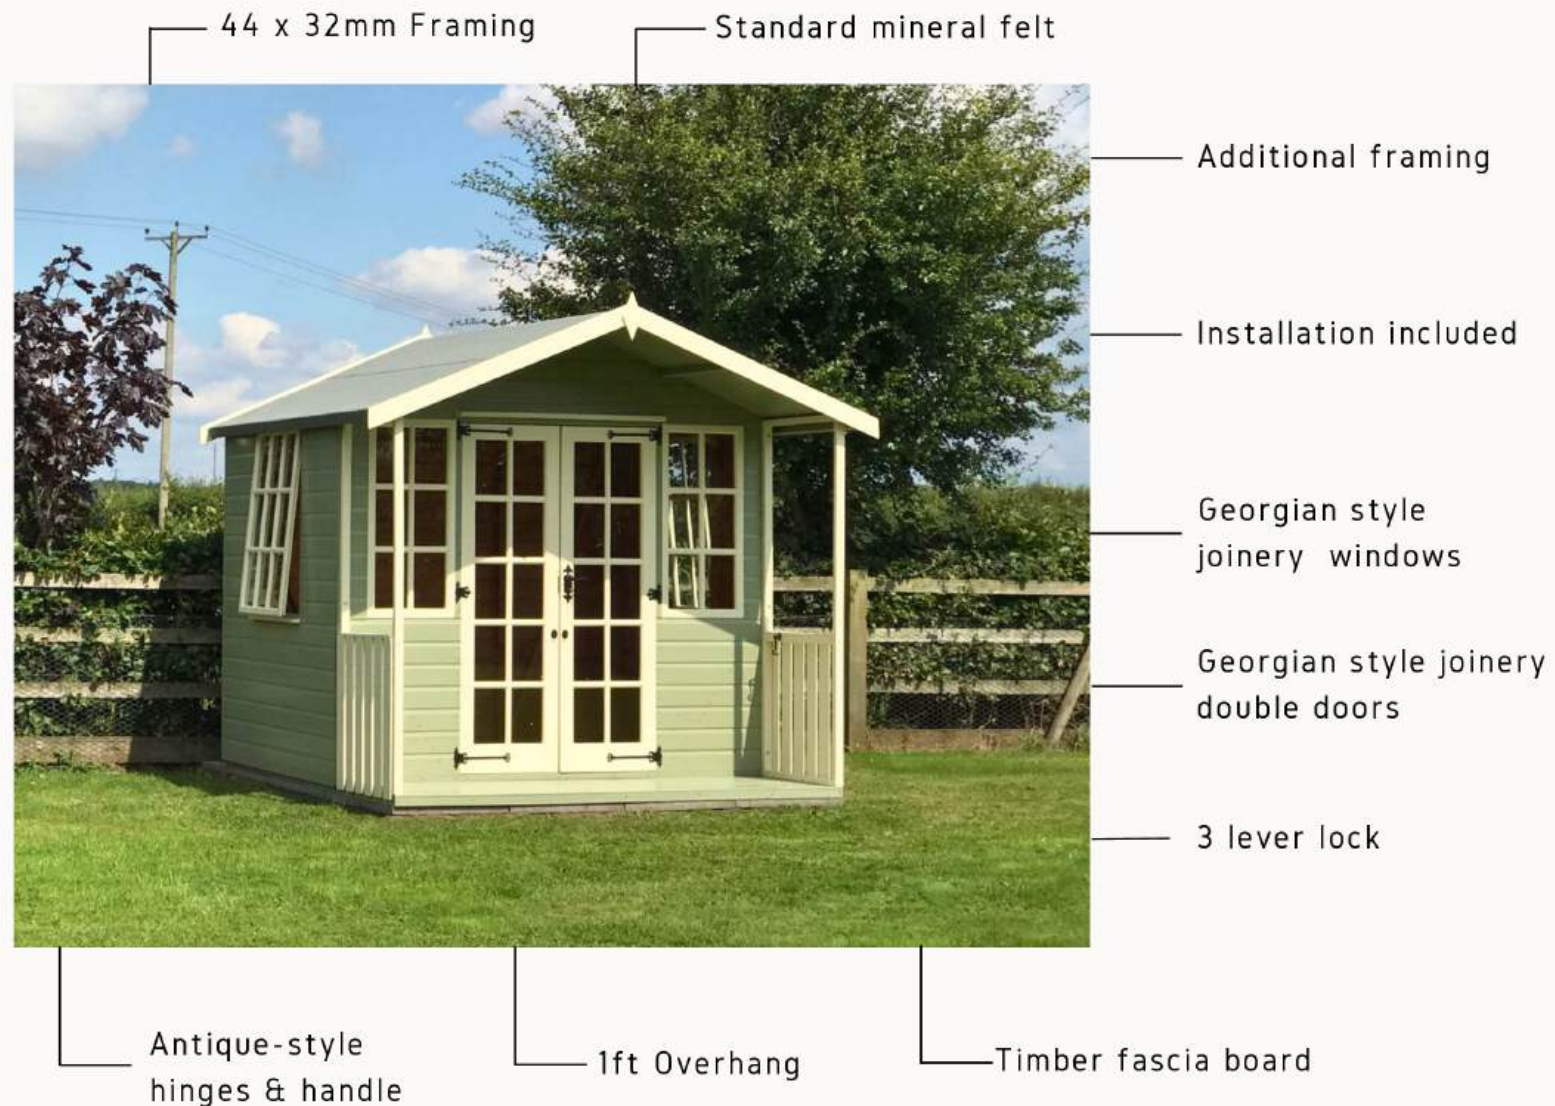 44 x 32mm Framing
Standard mineral felt
Additional framing
Installation included
Georgian style
joinery windows
Georgian style joinery
double doors
3 lever lock
Antique-style
hinges & handle
1ft Overhang
Timber fascia board